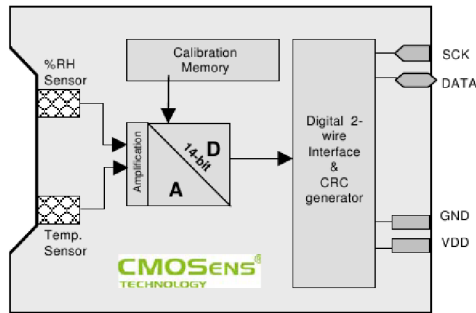 %RH
Sensor
Calibration
Memory
SCK
DATA
Amplification
14-bit
D
A
Digital 2-
wire
Interface
&
CRC
generator
Temp.
Sensor
GND
VDD
CMOSENS®
TECHNOLOGY